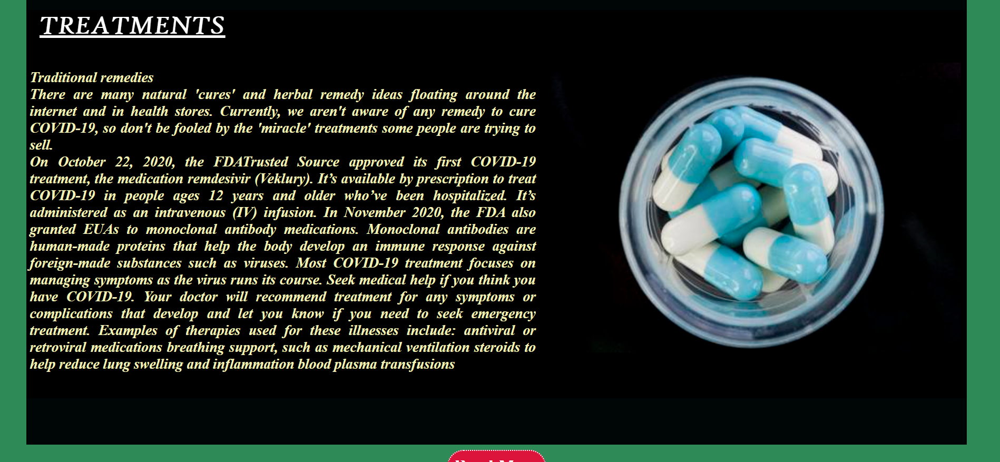 TREATMENTS
Traditional remedies
There are many natural 'cures' and herbal remedy ideas floating around the
internet and in health stores. Currently, we aren't aware of any remedy to cure
COVID-19, so don't be fooled by the 'miracle' treatments some people are trying to
sell.
On October 22, 2020, the FDATrusted Source approved its first COVID-19
treatment, the medication remdesivir (Veklury). It’s available by prescription to treat
COVID-19 in people ages 12 years and older who’ve been hospitalized. It’s
administered as an intravenous (IV) infusion. In November 2020, the FDA also
granted EUAs to monoclonal antibody medications. Monoclonal antibodies are
human-made proteins that help the body develop an immune response against
foreign-made substances such as viruses. Most COVID-19 treatment focuses on
managing symptoms as the virus runs its course. Seek medical help if you think you
have COVID-19. Your doctor will recommend treatment for any symptoms or
complications that develop and let you know if you need to seek emergency
treatment. Examples of therapies used for these illnesses include: antiviral or
retroviral medications breathing support, such as mechanical ventilation steroids to
help reduce lung swelling and inflammation blood plasma transfusions